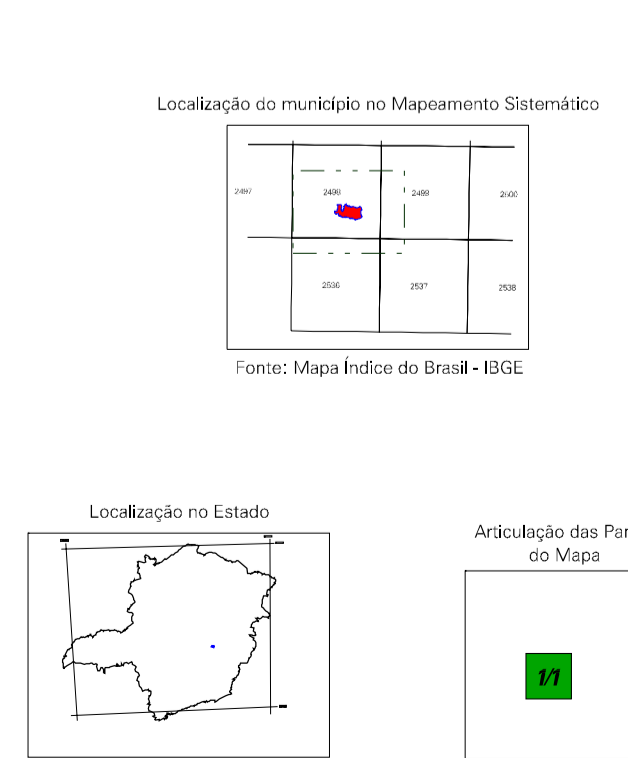 Localização do município no Mapeamento Sistemático
2497
2498
2499
2500
2536
2537
2538
Fonte: Mapa Índice do Brasil - IBGE
Localização no Estado
Articulação das Par
do Mapa
1/1